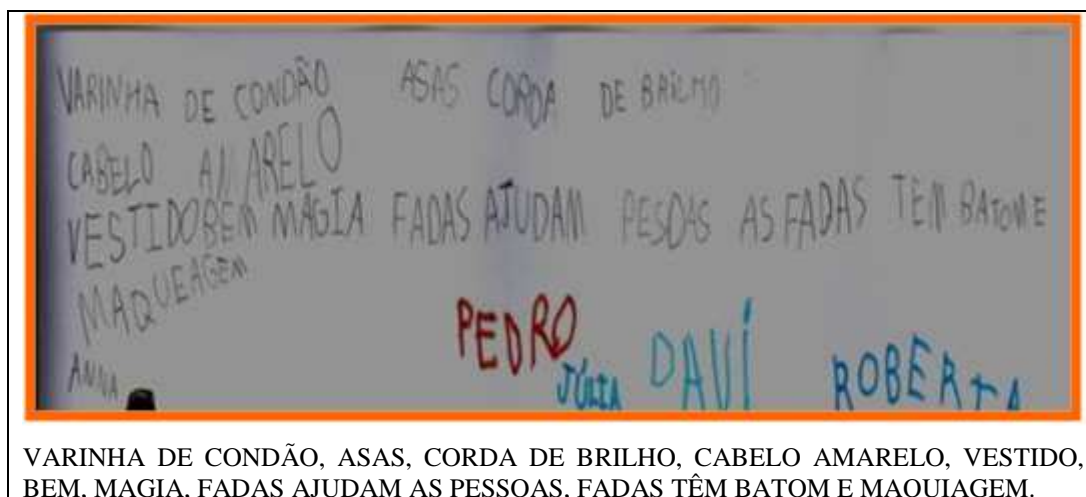 VARINHA DE CONDÃO ASAS CORDA DE BRILHO
CABELO AMARELO
VESTIDO BEM MAGIA FADAS AJUDAM PESOAS AS FADAS TEM BATOM E
MAQUEAGEM
PEDRO
ANNA JÚLIA DAVÍ ROBERTA
VARINHA DE CONDÃO, ASAS, CORDA DE BRILHO, CABELO AMARELO, VESTIDO,
BEM, MAGIA, FADAS AJUDAM AS PESSOAS, FADAS TÊM BATOM E MAQUIAGEM.